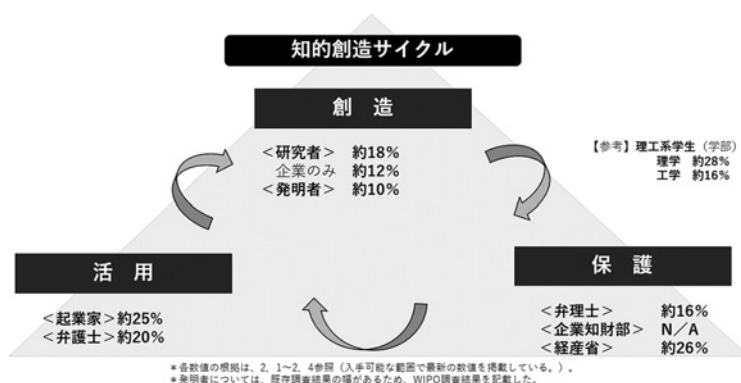 知的創造サイクル
創 造
<研究者> 約18%
企業のみ 約12%
<発明者> 約10%
【参考】理工系学生(学部)
理学 約28%
工学 約16%
活 用
<起業家>約25%
<弁護士>約20%
保 護
<弁理士> 約16%
<企業知財部> N/A
<経産省> 約26%
*各数値の根拠は、2,1~2,4参照(入手可能な範囲で最新の数値を掲載している。)。
*発明者については、既存調査結果の幅があるため、WIPO調査結果を記載した。